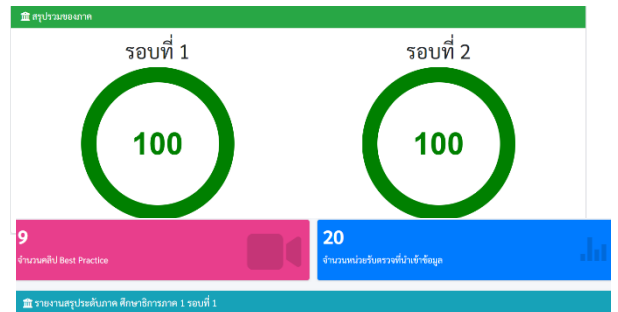 สรุปรวมของภาค
รอบที่ 1
รอบที่ 2
100
100
9
จำนวนคลิป Best Practice
20
จำนวนหน่วยรับตรวจที่นำเข้าข้อมูล
รายงานสรุประดับภาค ศึกษาธิการภาค 1 รอบที่ 1